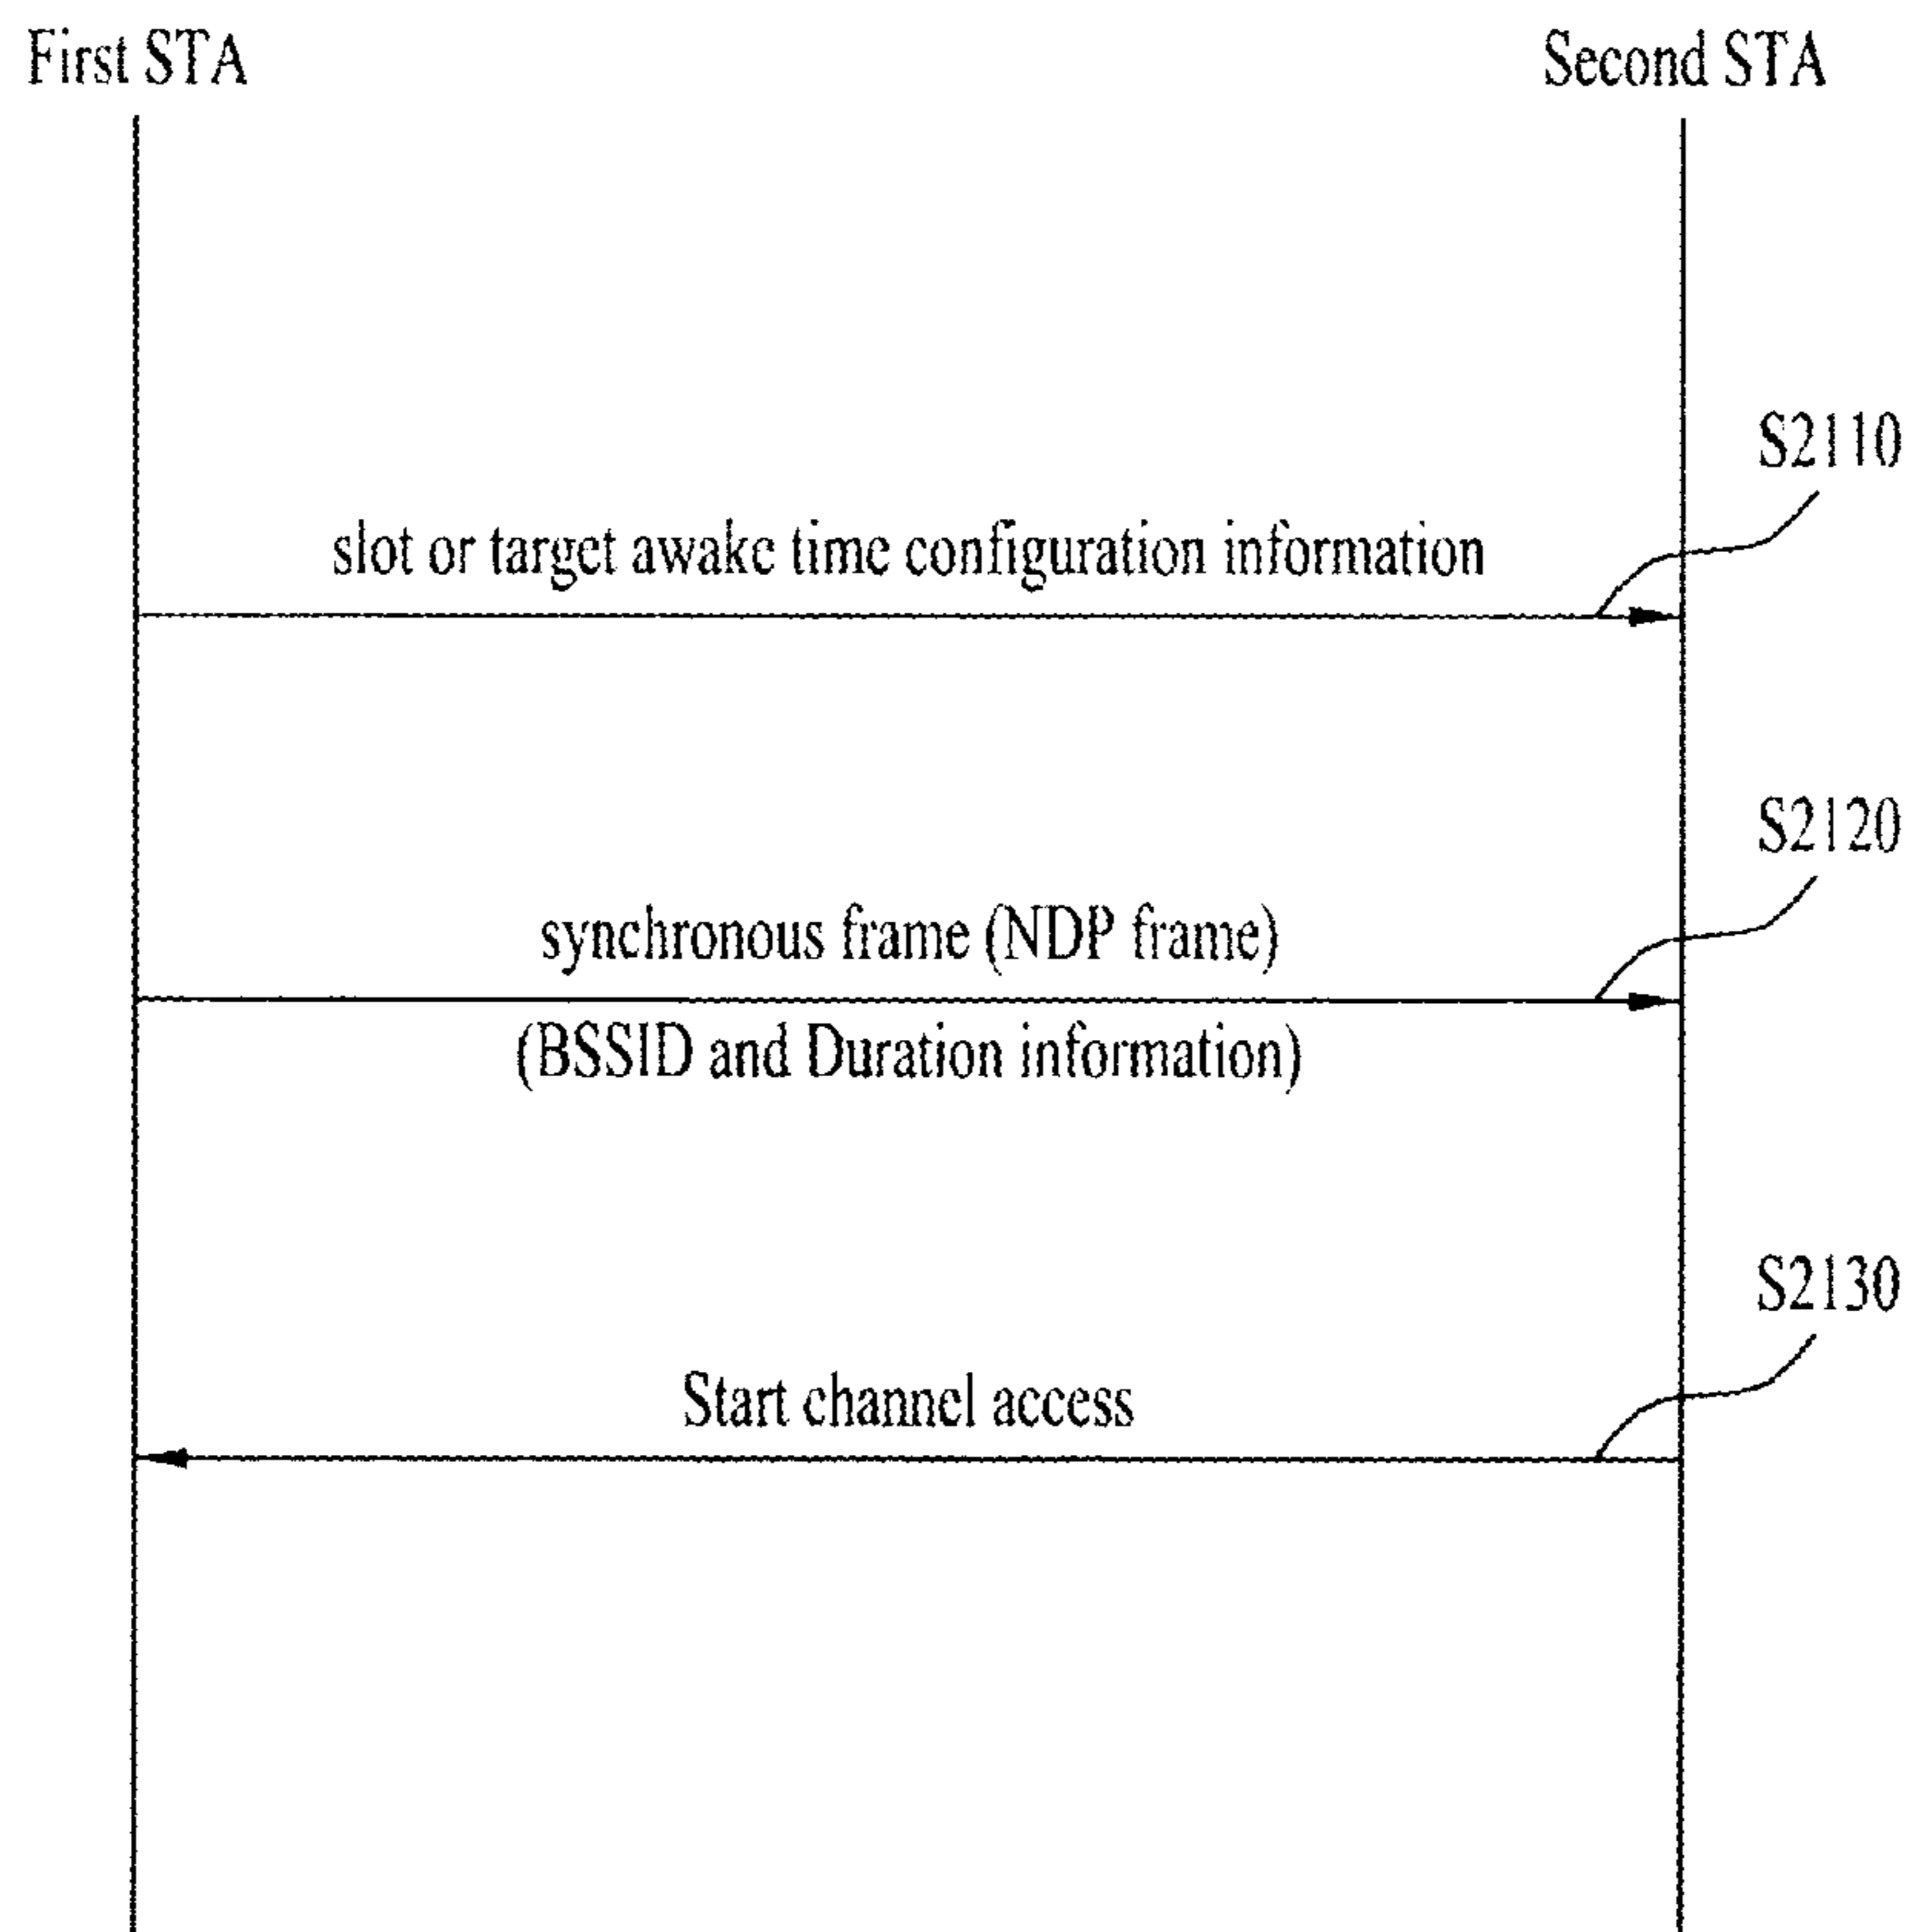 First STA
Second STA
S2110
slot or target awake time configuration information
S2120
synchronous frame (NDP frame)
(BSSID and Duration information)
S2130
Start channel access